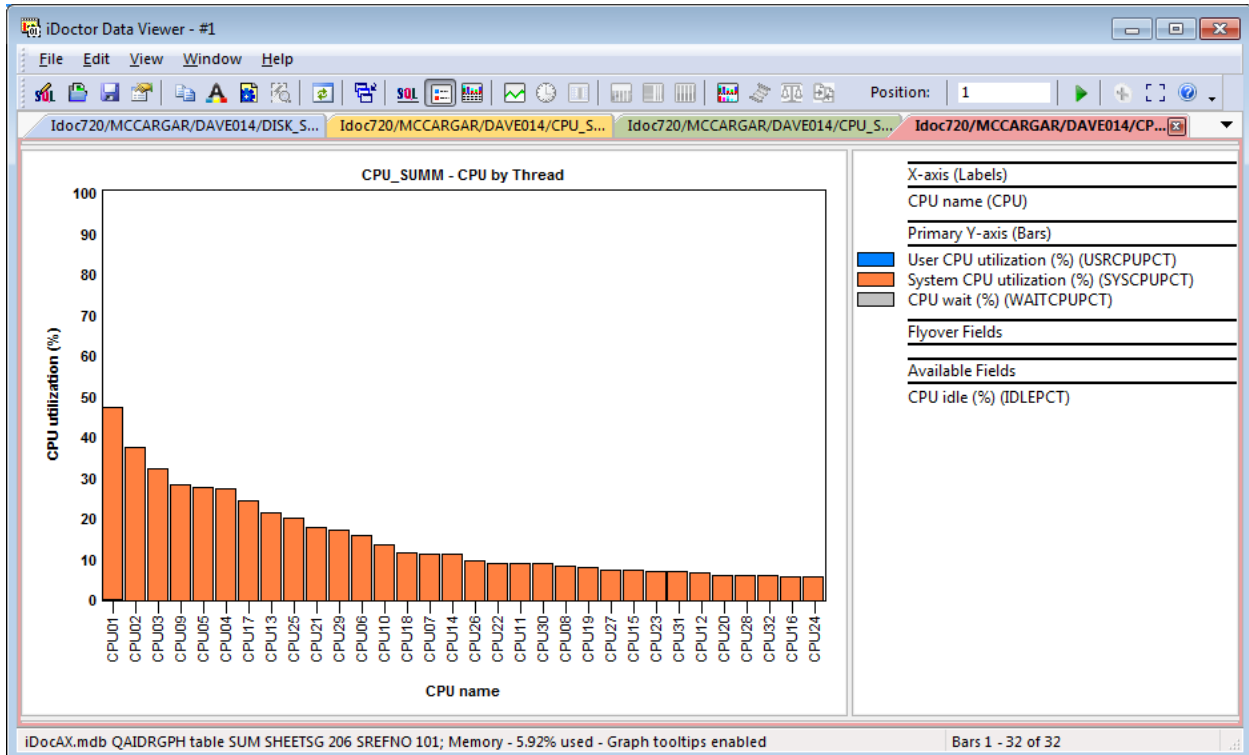 iDoctor Data Viewer - #1
File Edit View Window Help
SQL SQL Position: 1
Idoc720/MCCARGAR/DAVE014/DISK_S... Idoc720/MCCARGAR/DAVE014/CPU_S... Idoc720/MCCARGAR/DAVE014/CPU_S... Idoc720/MCCARGAR/DAVE014/CP...
CPU_SUMM - CPU by Thread
CPU utilization (%)
100
90
80
70
60
50
40
30
20
10
0
CPU01
CPU02
CPU03
CPU09
CPU05
CPU04
CPU17
CPU13
CPU25
CPU21
CPU29
CPU06
CPU10
CPU18
CPU07
CPU14
CPU26
CPU22
CPU11
CPU30
CPU08
CPU19
CPU27
CPU15
CPU23
CPU31
CPU12
CPU20
CPU28
CPU32
CPU16
CPU24
CPU name
X-axis (Labels)
CPU name (CPU)
Primary Y-axis (Bars)
User CPU utilization (%) (USRCPUPCT)
System CPU utilization (%) (SYSCPUPCT)
CPU wait (%) (WAITCPUPCT)
Flyover Fields
Available Fields
CPU idle (%) (IDLEPCT)
iDocAX.mdb QAIDRGPH table SUM SHEETSG 206 SREFNO 101; Memory - 5.92% used - Graph tooltips enabled
Bars 1 - 32 of 32